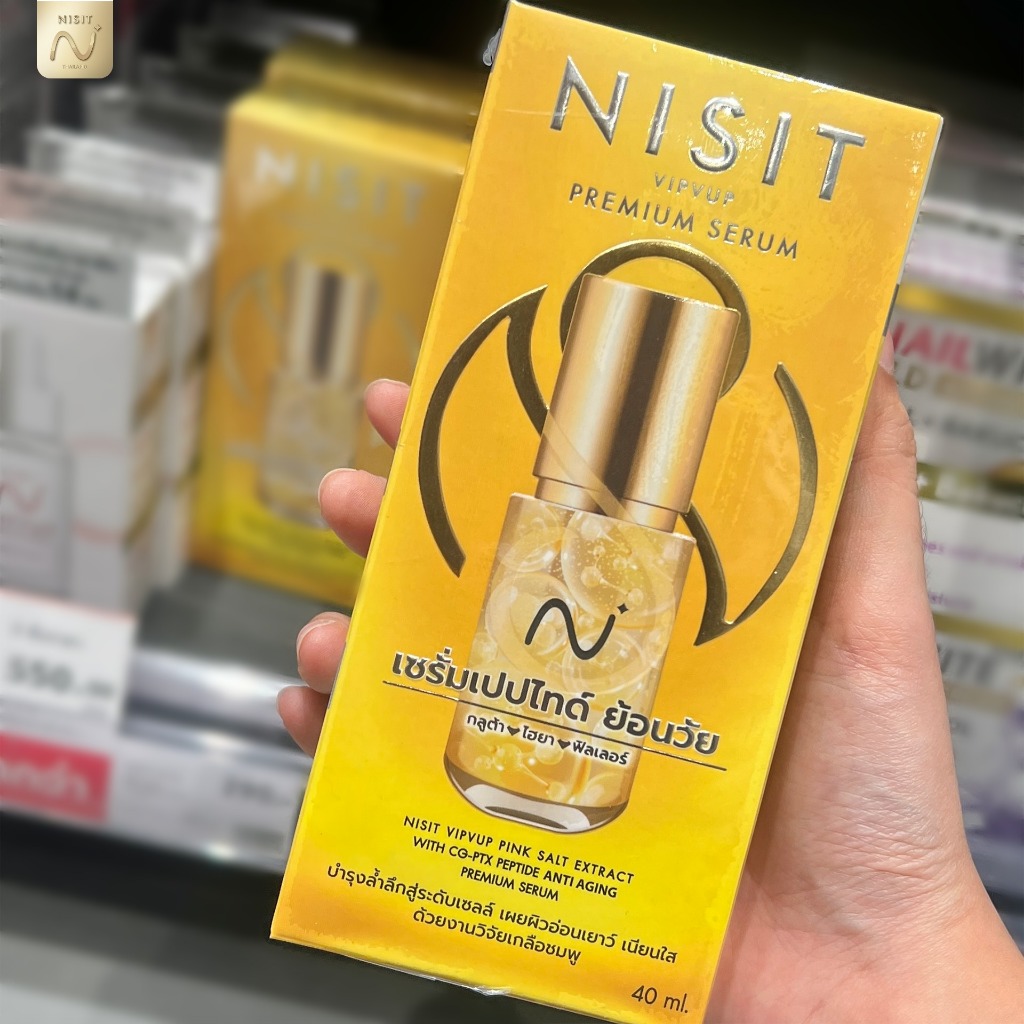 NISIT
NISIT
VIPVUP
PREMIUM SERUM
NISIT
เซรั่มเปปไทด์ ย้อนวัย
กลูต้า❤ไฮยา❤ฟิลเลอร์
NISIT VIPVUP PINK SALT EXTRACT
WITH CG-PTX PEPTIDE ANTI AGING
PREMIUM SERUM
บำรุงล้ำลึกสู่ระดับเซลล์ เผยผิวอ่อนเยาว์ เนียนใส
ด้วยงานวิจัยเกลือชมพู
40 ml.
550.-